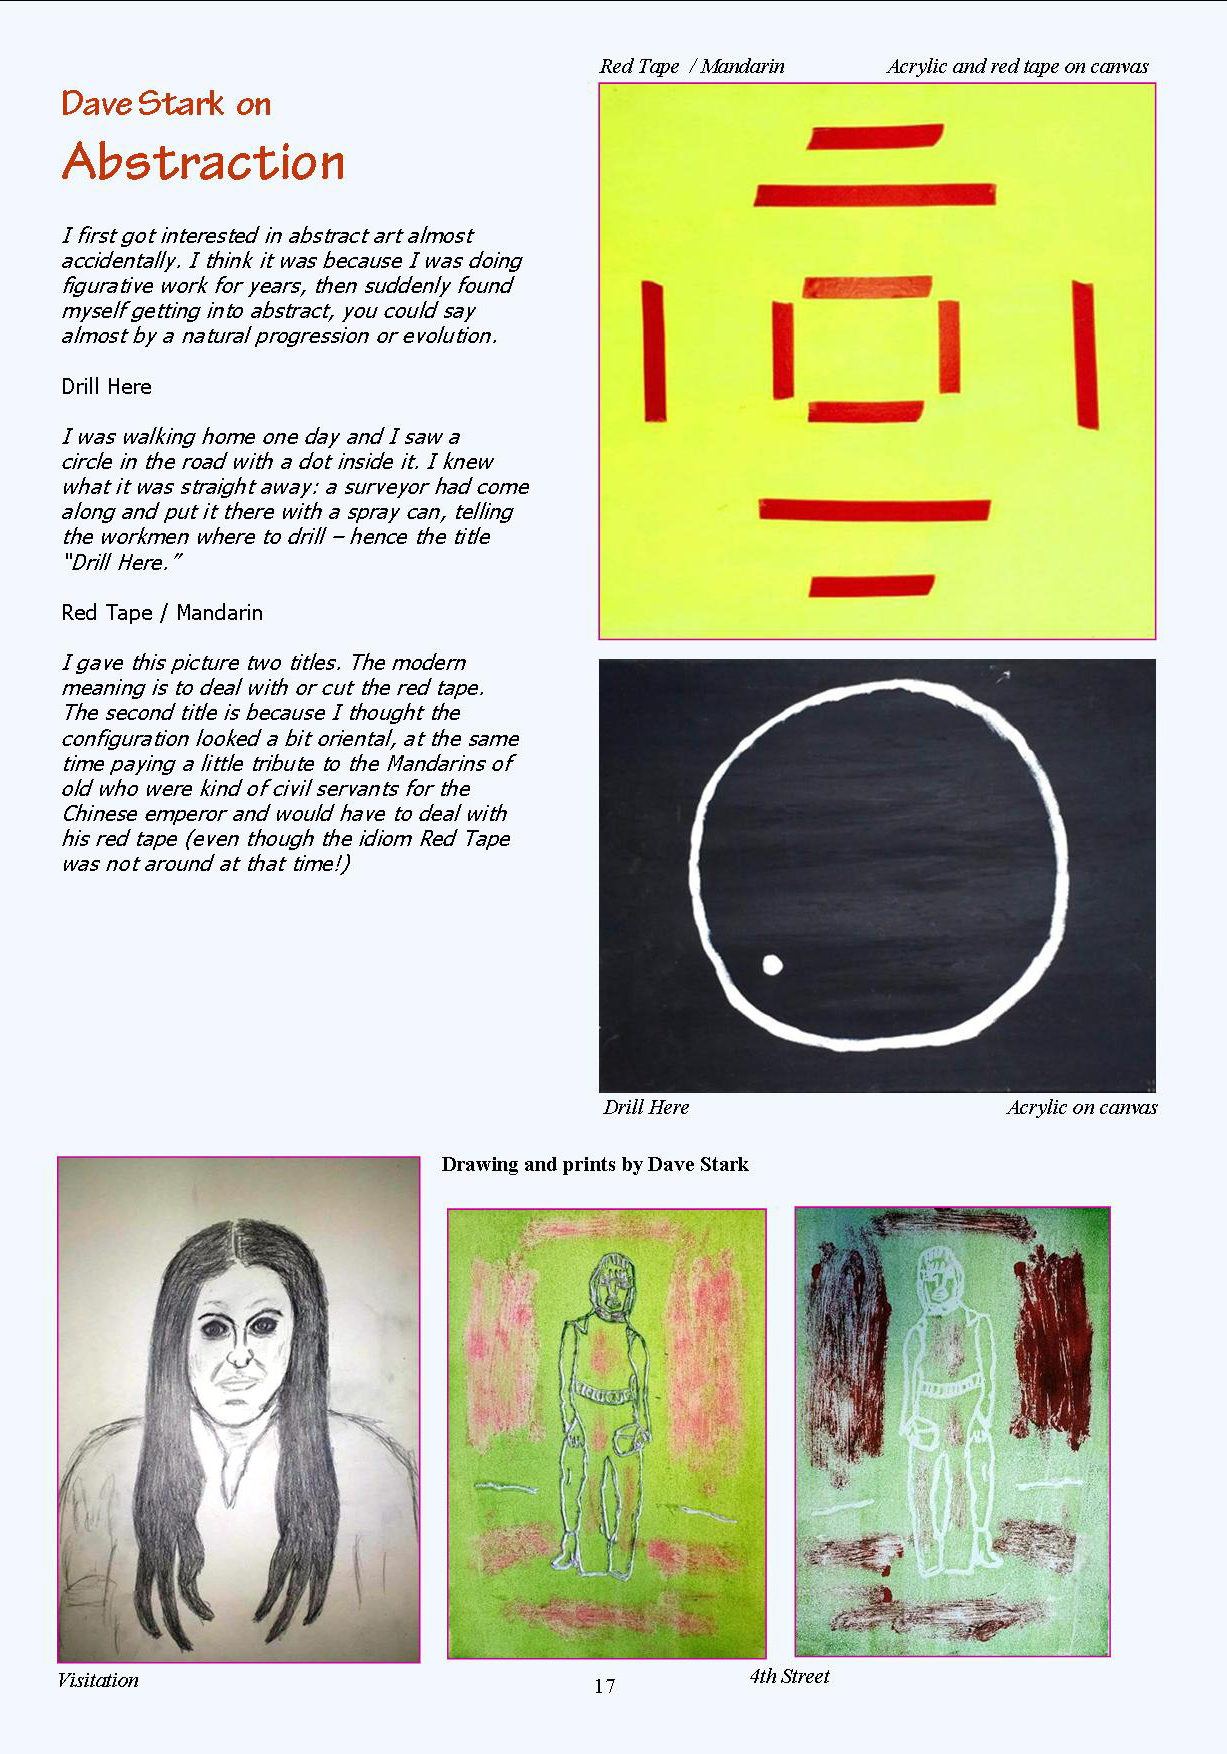 Dave Stark on
Abstraction
I first got interested in abstract art almost
accidentally. I think it was because I was doing
figurative work for years, then suddenly found
myself getting into abstract, you could say
almost by a natural progression or evolution.
Drill Here
I was walking home one day and I saw a
circle in the road with a dot inside it. I knew
what it was straight away: a surveyor had come
along and put it there with a spray can, telling
the workmen where to drill – hence the title
“Drill Here.”
Red Tape / Mandarin
I gave this picture two titles. The modern
meaning is to deal with or cut the red tape.
The second title is because I thought the
configuration looked a bit oriental, at the same
time paying a little tribute to the Mandarins of
old who were kind of civil servants for the
Chinese emperor and would have to deal with
his red tape (even though the idiom Red Tape
was not around at that time!)
Red Tape / Mandarin Acrylic and red tape on canvas
Drill Here Acrylic on canvas
Drawing and prints by Dave Stark
Visitation
4th Street
17